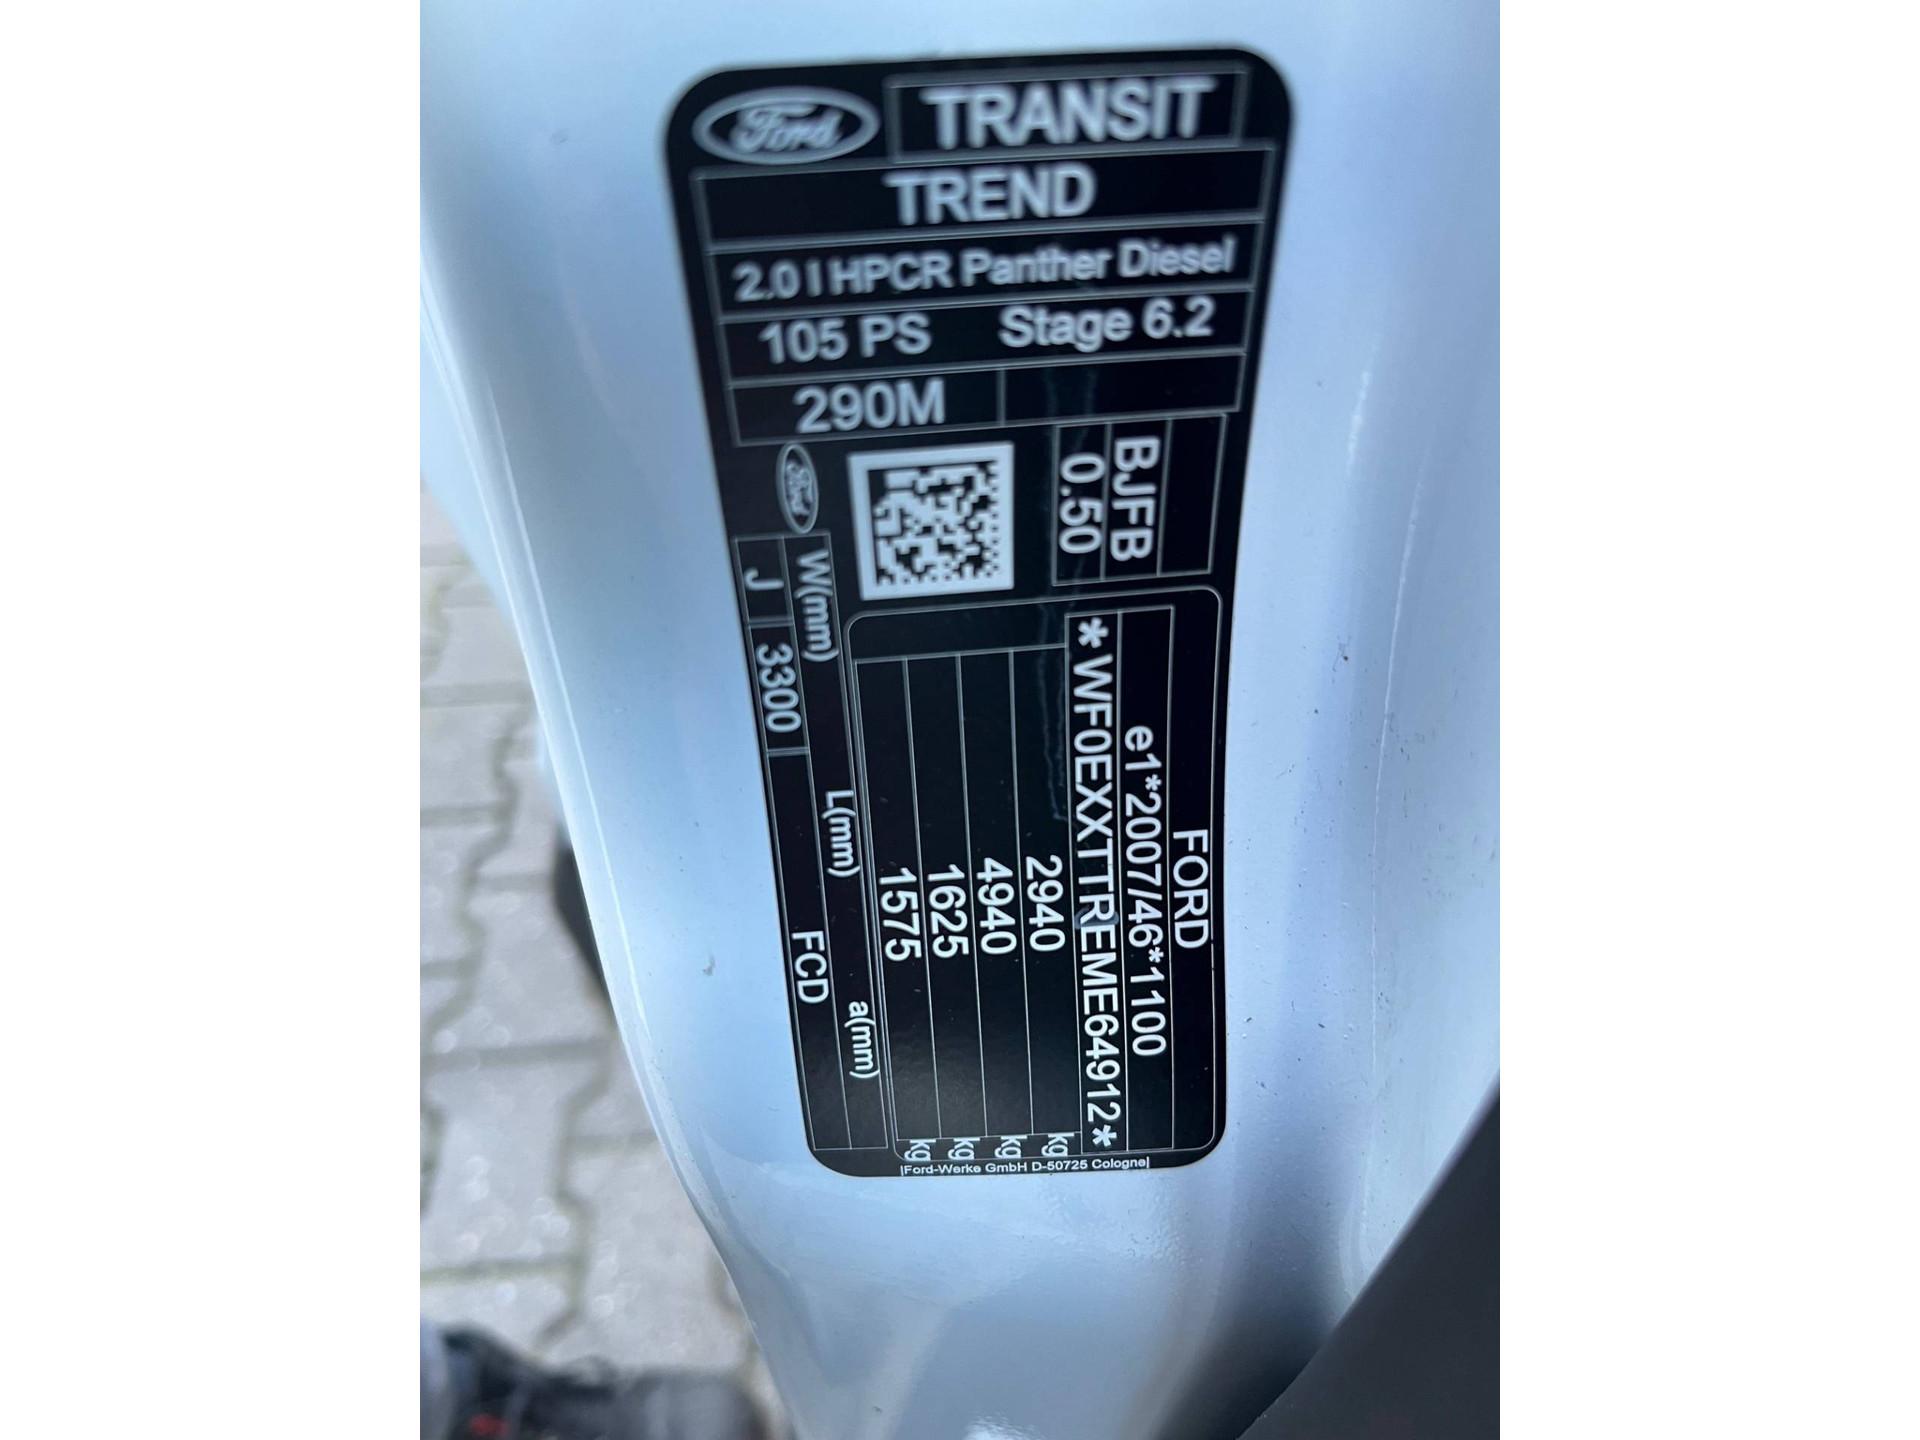 Ford TRANSIT
TREND
2.0 l HPCR Panther Diesel
105 PS Stage 6.2
290M
BJFB
0.50
FORD
e1*2007/46*1100
*WF0EXXTTREME64912*
2940 kg
4940 kg
1625 kg
1575 kg
Ford
W(mm) L(mm) a(mm)
J 3300 FCD
|Ford-Werke GmbH D-50725 Cologne|